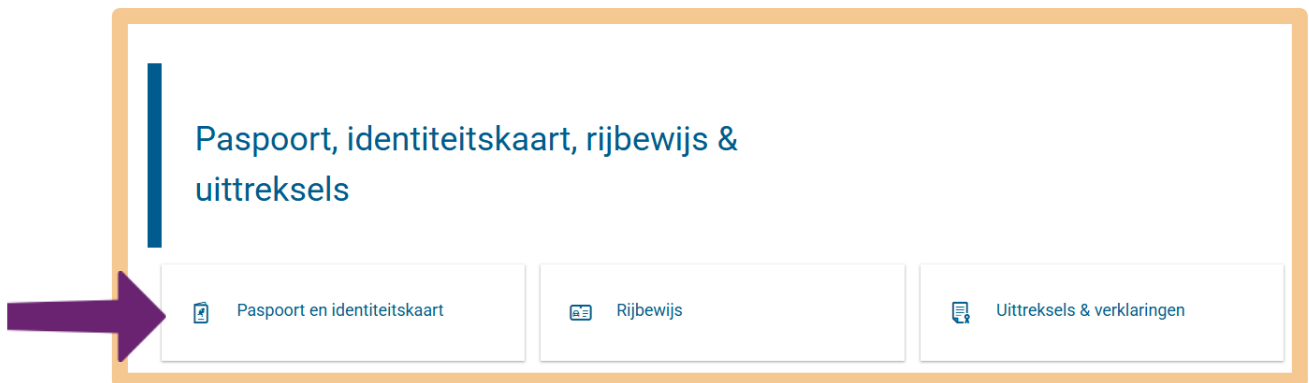 Paspoort, identiteitskaart, rijbewijs &
uittreksels
Paspoort en identiteitskaart
Rijbewijs
Uittreksels & verklaringen